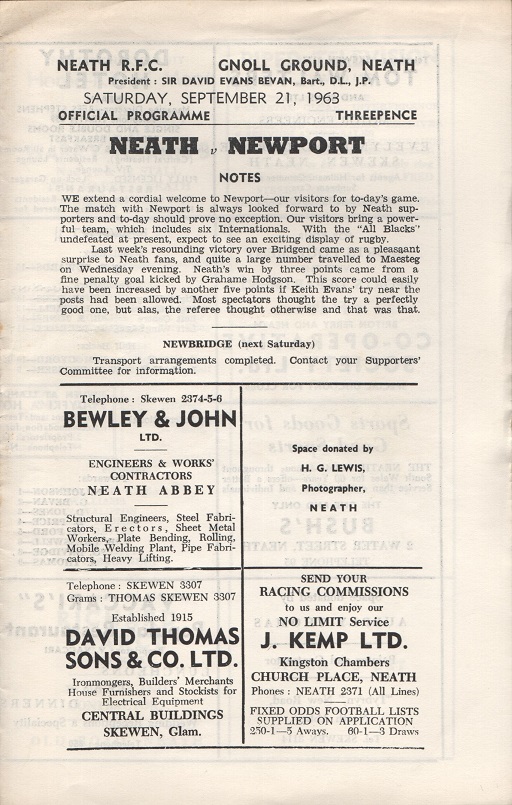 NEATH R.F.C. GNOLL GROUND, NEATH
President : SIR DAVID EVANS BEVAN, Bart., D.L., J.P.
SATURDAY, SEPTEMBER 21, 1963
OFFICIAL PROGRAMME THREEPENCE
NEATH v. NEWPORT
NOTES
WE extend a cordial welcome to Newport—our visitors for to-day's game.
The match with Newport is always looked forward to by Neath sup-
porters and to-day should prove no exception. Our visitors bring a power-
ful team, which includes six Internationals. With the "All Blacks"
undefeated at present, expect to see an exciting display of rugby.
Last week's resounding victory over Bridgend came as a pleasant
surprise to Neath fans, and quite a large number travelled to Maesteg
on Wednesday evening. Neath's win by three points came from a
fine penalty goal kicked by Grahame Hodgson. This score could easily
have been increased by another five points if Keith Evans' try near the
posts had been allowed. Most spectators thought the try a perfectly
good one, but alas, the referee thought otherwise and that was that.
NEWBRIDGE (next Saturday)
Transport arrangements completed. Contact your Supporters'
Committee for information.
Telephone : Skewen 2374-5-6
BEWLEY & JOHN
LTD.
ENGINEERS & WORKS'
CONTRACTORS
NEATH ABBEY
Structural Engineers, Steel Fabri-
cators, Erectors, Sheet Metal
Workers, Plate Bending, Rolling,
Mobile Welding Plant, Pipe Fabri-
cators, Heavy Lifting.
Space donated by
H. G. LEWIS,
Photographer,
NEATH
Telephone : SKEWEN 3307
Grams : THOMAS SKEWEN 3307
Established 1915
DAVID THOMAS
SONS & CO. LTD.
Ironmongers, Builders' Merchants
House Furnishers and Stockists for
Electrical Equipment
CENTRAL BUILDINGS
SKEWEN, Glam.
SEND YOUR
RACING COMMISSIONS
to us and enjoy our
NO LIMIT Service
J. KEMP LTD.
Kingston Chambers
CHURCH PLACE, NEATH
Phones : NEATH 2371 (All Lines)
FIXED ODDS FOOTBALL LISTS
SUPPLIED ON APPLICATION
250-1—5 Aways. 60-1—3 Draws